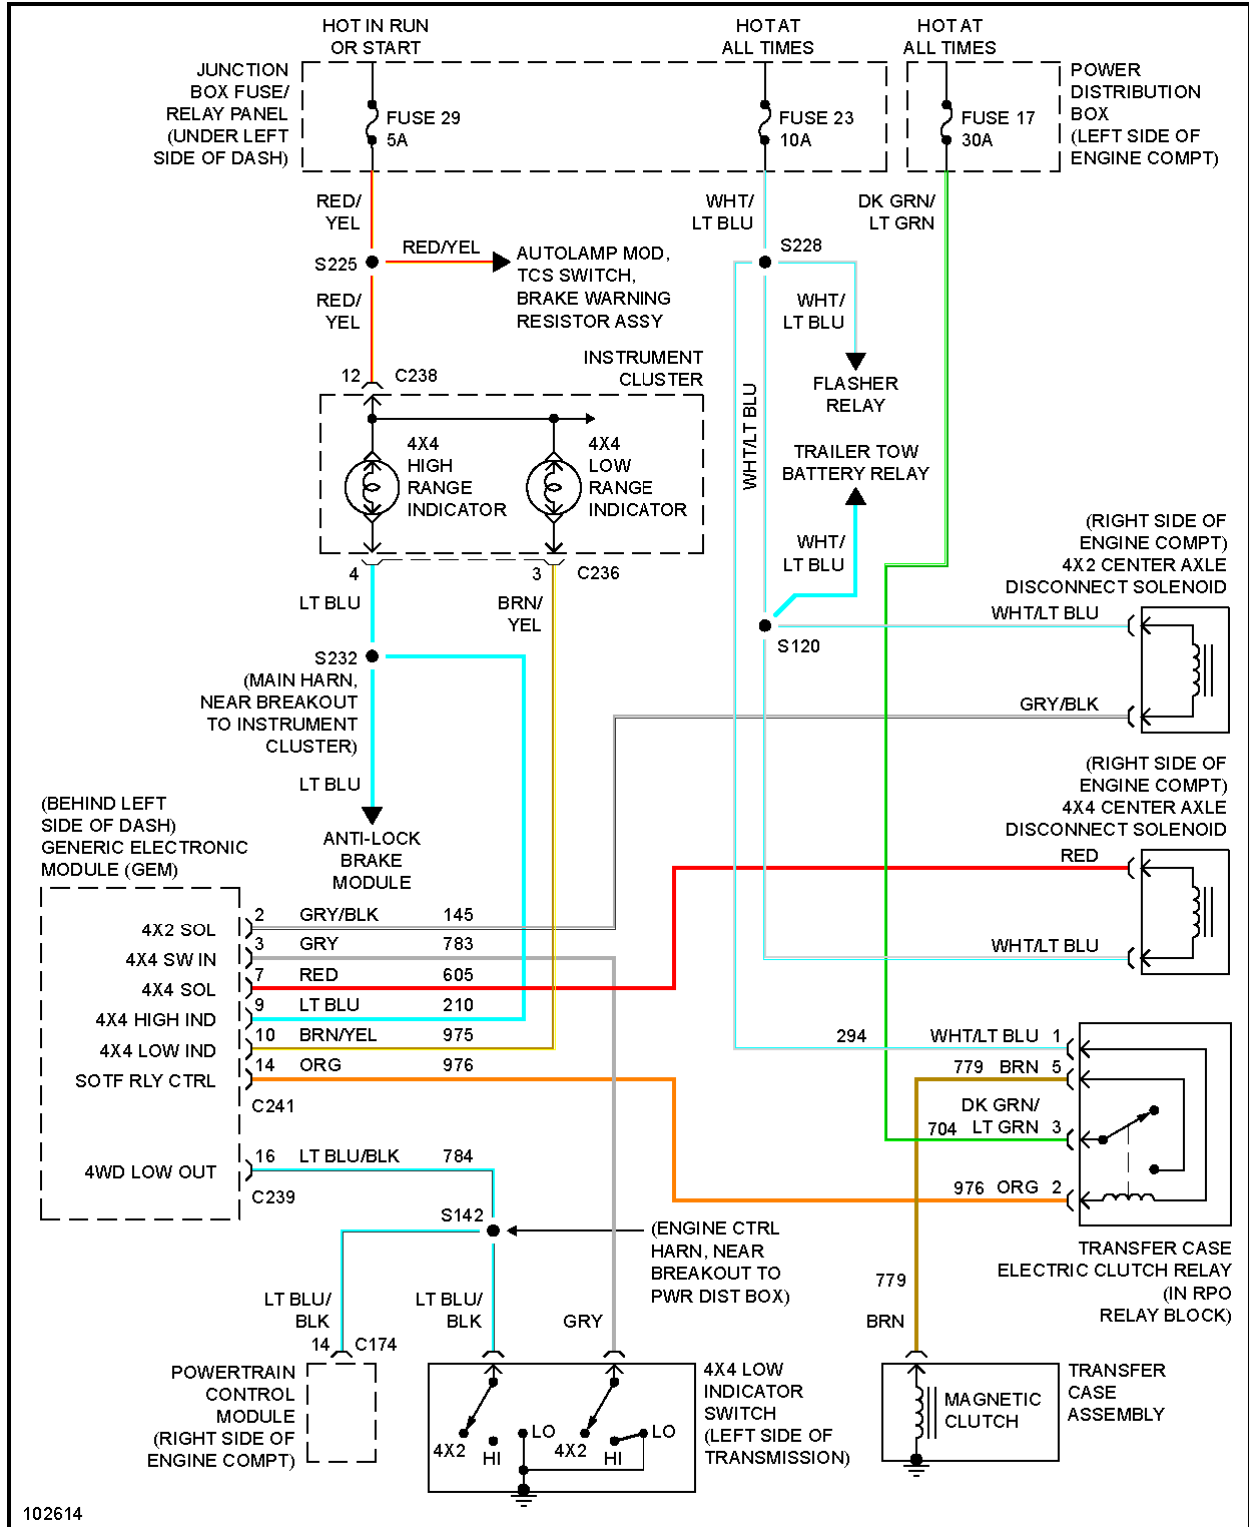 HOT IN RUN
OR START
HOT AT
ALL TIMES
HOT AT
ALL TIMES
JUNCTION
BOX FUSE/
RELAY PANEL
(UNDER LEFT
SIDE OF DASH)
FUSE 29
5A
FUSE 23
10A
FUSE 17
30A
POWER
DISTRIBUTION
BOX
(LEFT SIDE OF
ENGINE COMPT)
RED/
YEL
WHT/
LT BLU
DK GRN/
LT GRN
S225
RED/YEL
AUTOLAMP MOD,
TCS SWITCH,
BRAKE WARNING
RESISTOR ASSY
S228
RED/
YEL
WHT/
LT BLU
FLASHER
RELAY
INSTRUMENT
CLUSTER
12
C238
4X4
HIGH
RANGE
INDICATOR
4X4
LOW
RANGE
INDICATOR
WHT/LT BLU
TRAILER TOW
BATTERY RELAY
WHT/
LT BLU
4
3
C236
LT BLU
BRN/
YEL
S120
(RIGHT SIDE OF
ENGINE COMPT)
4X2 CENTER AXLE
DISCONNECT SOLENOID
WHT/LT BLU
GRY/BLK
S232
(MAIN HARN,
NEAR BREAKOUT
TO INSTRUMENT
CLUSTER)
LT BLU
ANTI-LOCK
BRAKE
MODULE
(RIGHT SIDE OF
ENGINE COMPT)
4X4 CENTER AXLE
DISCONNECT SOLENOID
RED
WHT/LT BLU
(BEHIND LEFT
SIDE OF DASH)
GENERIC ELECTRONIC
MODULE (GEM)
4X2 SOL
2 GRY/BLK 145
4X4 SW IN
3 GRY 783
4X4 SOL
7 RED 605
4X4 HIGH IND
9 LT BLU 210
4X4 LOW IND
10 BRN/YEL 975
SOTF RLY CTRL
14 ORG 976
C241
4WD LOW OUT
16 LT BLU/BLK 784
C239
294 WHT/LT BLU 1
779 BRN 5
DK GRN/
704 LT GRN 3
976 ORG 2
TRANSFER CASE
ELECTRIC CLUTCH RELAY
(IN RPO
RELAY BLOCK)
S142
(ENGINE CTRL
HARN, NEAR
BREAKOUT TO
PWR DIST BOX)
LT BLU/
BLK
14
C174
LT BLU/
BLK
GRY
779
BRN
POWERTRAIN
CONTROL
MODULE
(RIGHT SIDE OF
ENGINE COMPT)
4X2
HI
LO
4X2
HI
LO
4X4 LOW
INDICATOR
SWITCH
(LEFT SIDE OF
TRANSMISSION)
MAGNETIC
CLUTCH
TRANSFER
CASE
ASSEMBLY
102614